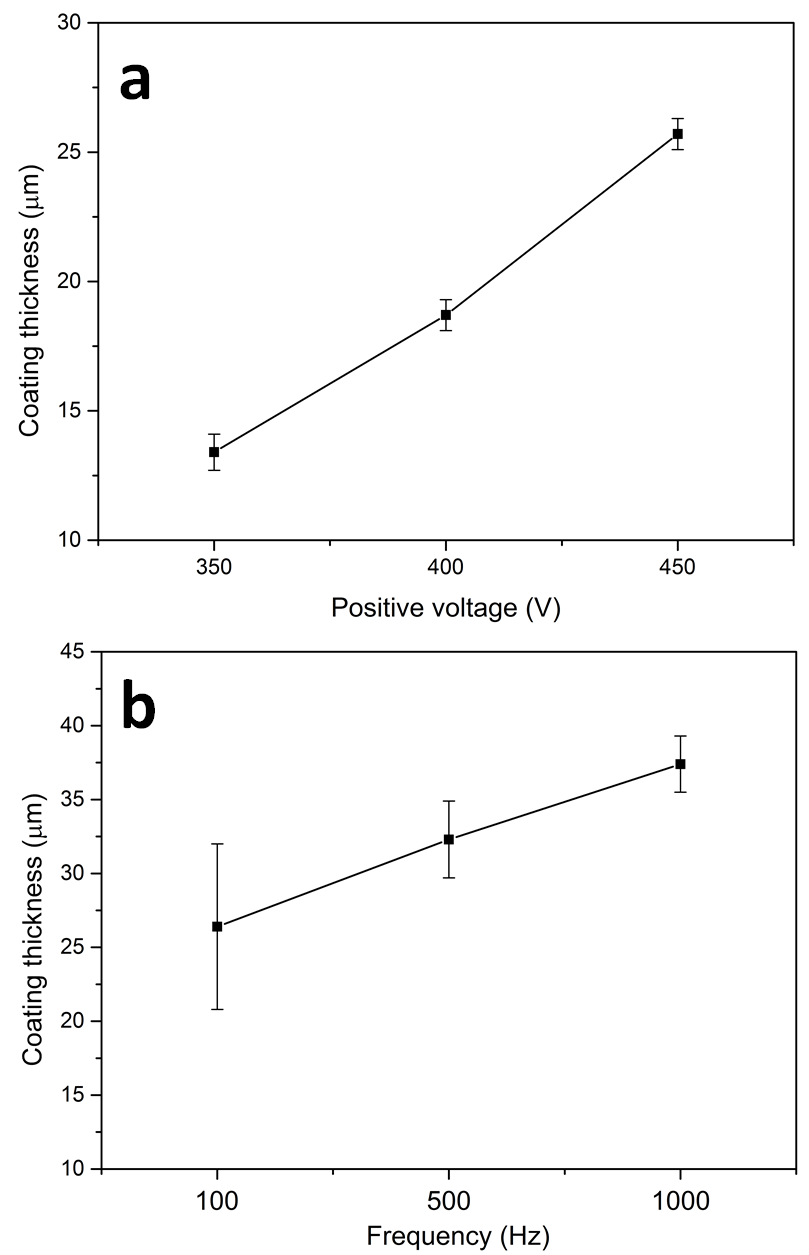 a
Coating thickness (μm)
30
25
20
15
10
350 400 450
Positive voltage (V)
b
Coating thickness (μm)
45
40
35
30
25
20
15
10
100 500 1000
Frequency (Hz)